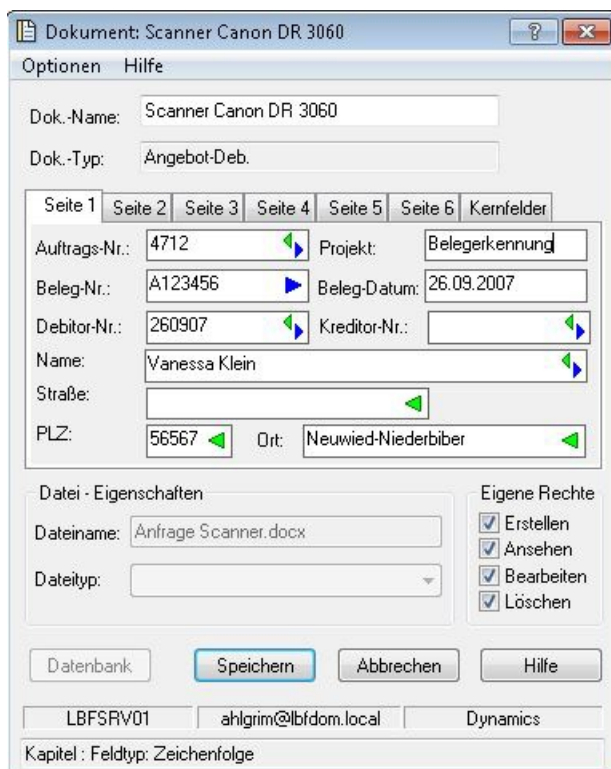 Dokument: Scanner Canon DR 3060
Optionen Hilfe
Dok.-Name: Scanner Canon DR 3060
Dok.-Typ: Angebot-Deb.
Seite 1 Seite 2 Seite 3 Seite 4 Seite 5 Seite 6 Kernfelder
Auftrags-Nr.: 4712 Projekt: Belegerkennung
Beleg-Nr.: A123456 Beleg-Datum: 26.09.2007
Debitor-Nr.: 260907 Kreditor-Nr.:
Name: Vanessa Klein
Straße:
PLZ: 56567 Ort: Neuwied-Niederbiber
Datei - Eigenschaften Eigene Rechte
Dateiname: Anfrage Scanner.docx Erstellen
Ansehen
Dateityp: Bearbeiten
Löschen
Datenbank Speichern Abbrechen Hilfe
LBFSRV01 ahlgrim@lbfdom.local Dynamics
Kapitel : Feldtyp: Zeichenfolge